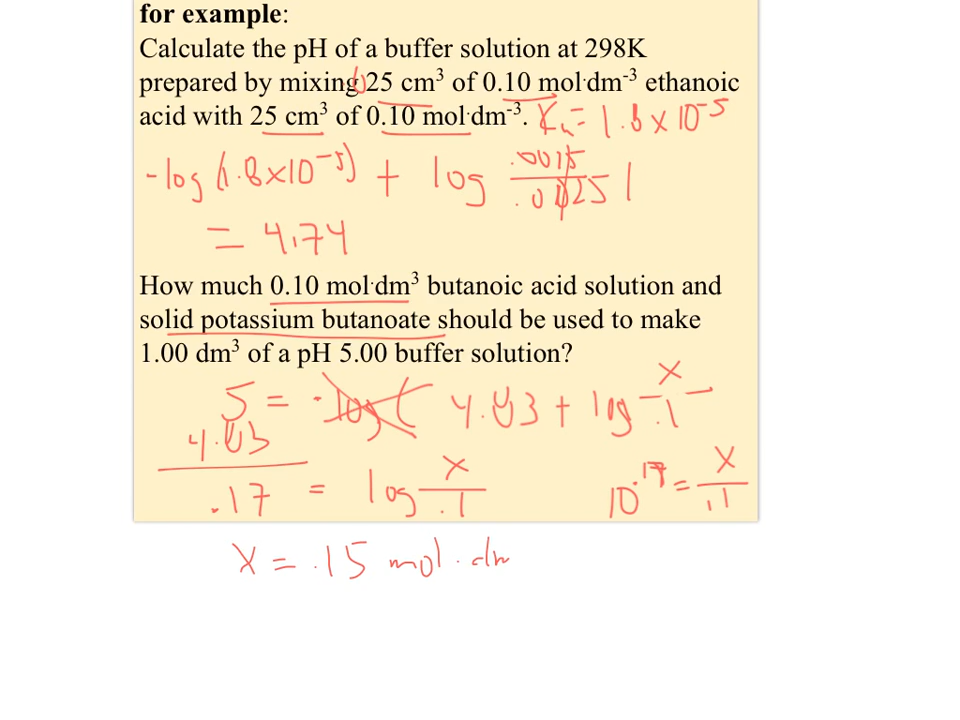 for example:
Calculate the pH of a buffer solution at 298K
prepared by mixing 25 cm³ of 0.10 mol·dm⁻³ ethanoic
acid with 25 cm³ of 0.10 mol·dm⁻³. Ka = 1.8 x 10⁻⁵
-log(1.8x10⁻⁵) + log .0015 / .0025
= 4.74
How much 0.10 mol·dm³ butanoic acid solution and
solid potassium butanoate should be used to make
1.00 dm³ of a pH 5.00 buffer solution?
5 = -log( 4.83 + log x / .1
4.83
.17 = log x / .1 10^.17 = x / .1
x = .15 mol . dm